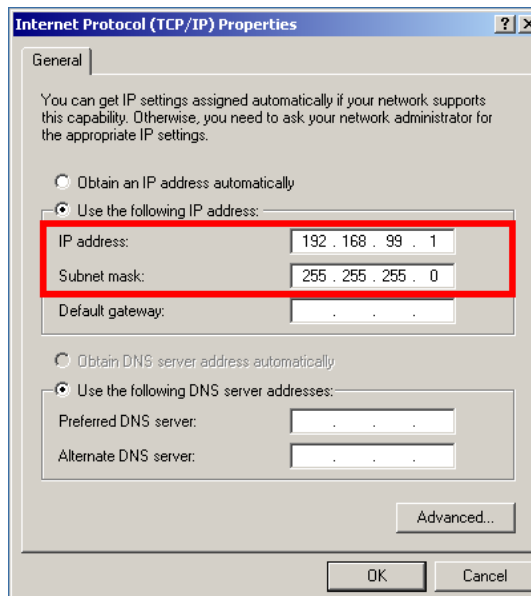 Internet Protocol (TCP/IP) Properties
General
You can get IP settings assigned automatically if your network supports
this capability. Otherwise, you need to ask your network administrator for
the appropriate IP settings.
Obtain an IP address automatically
Use the following IP address:
IP address: 192 . 168 . 99 . 1
Subnet mask: 255 . 255 . 255 . 0
Default gateway: . . .
Obtain DNS server address automatically
Use the following DNS server addresses:
Preferred DNS server: . . .
Alternate DNS server: . . .
Advanced...
OK Cancel